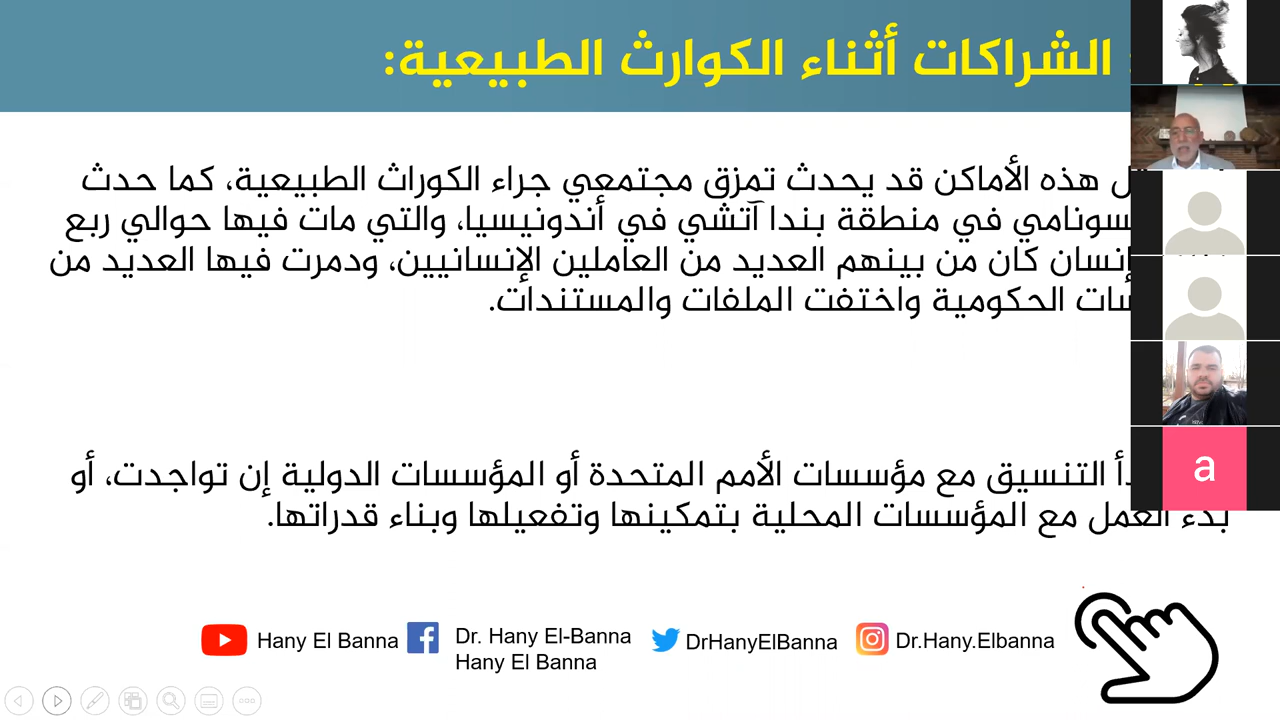 الشراكات أثناء الكوارث الطبيعية:
هذه الأماكن قد يحدث تمزق مجتمعي جراء الكوراث الطبيعية، كما حدث
في منطقة بندا آتشي في أندونيسيا، والتي مات فيها حوالي ربع
إنسان كان من بينهم العديد من العاملين الإنسانيين، ودمرت فيها العديد من
الحكومية واختفت الملفات والمستندات.
التنسيق مع مؤسسات الأمم المتحدة أو المؤسسات الدولية إن تواجدت، أو
بدء العمل مع المؤسسات المحلية بتمكينها وتفعيلها وبناء قدراتها.
a
Hany El Banna
Dr. Hany El-Banna
Hany El Banna
DrHanyElBanna
Dr.Hany.Elbanna